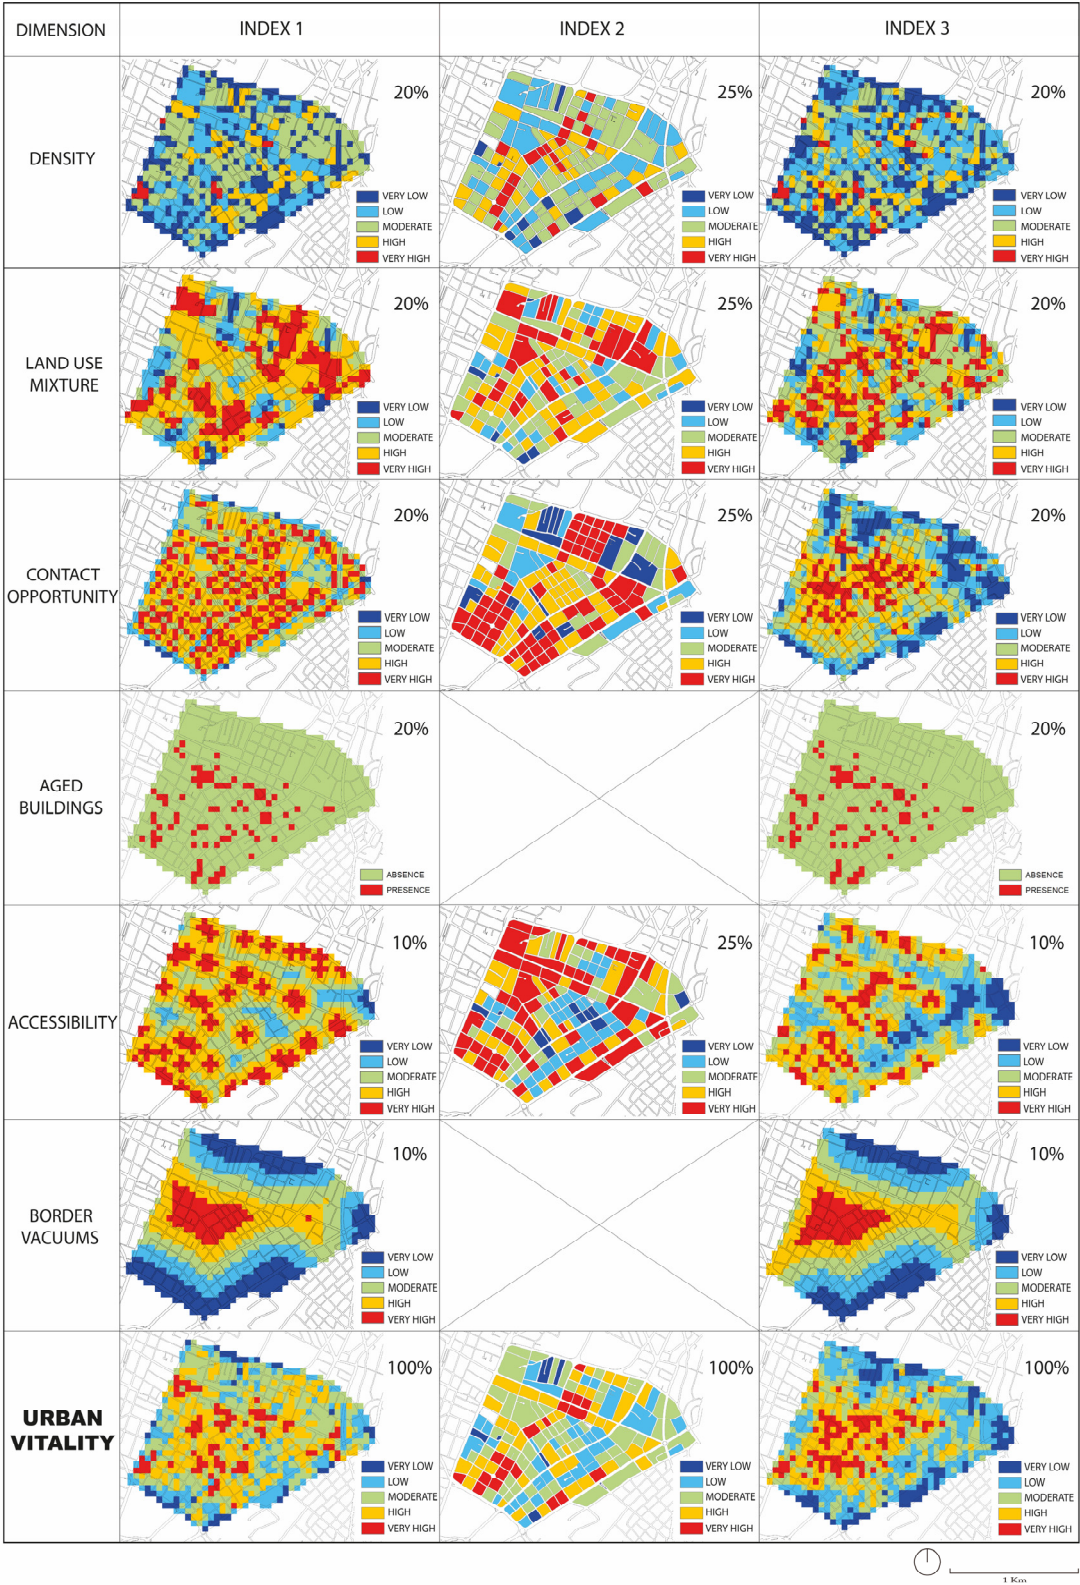 DIMENSION INDEX 1 INDEX 2 INDEX 3
DENSITY
20%
VERY LOW
LOW
MODERATE
HIGH
VERY HIGH
25%
VERY LOW
LOW
MODERATE
HIGH
VERY HIGH
20%
VERY LOW
LOW
MODERATE
HIGH
VERY HIGH
LAND USE
MIXTURE
20%
VERY LOW
LOW
MODERATE
HIGH
VERY HIGH
25%
VERY LOW
LOW
MODERATE
HIGH
VERY HIGH
20%
VERY LOW
LOW
MODERATE
HIGH
VERY HIGH
CONTACT
OPPORTUNITY
20%
VERY LOW
LOW
MODERATE
HIGH
VERY HIGH
25%
VERY LOW
LOW
MODERATE
HIGH
VERY HIGH
20%
VERY LOW
LOW
MODERATE
HIGH
VERY HIGH
AGED
BUILDINGS
20%
ABSENCE
PRESENCE
20%
ABSENCE
PRESENCE
ACCESSIBILITY
10%
VERY LOW
LOW
MODERATE
HIGH
VERY HIGH
25%
VERY LOW
LOW
MODERATE
HIGH
VERY HIGH
10%
VERY LOW
LOW
MODERATE
HIGH
VERY HIGH
BORDER
VACUUMS
10%
VERY LOW
LOW
MODERATE
HIGH
VERY HIGH
10%
VERY LOW
LOW
MODERATE
HIGH
VERY HIGH
URBAN
VITALITY
100%
VERY LOW
LOW
MODERATE
HIGH
VERY HIGH
100%
VERY LOW
LOW
MODERATE
HIGH
VERY HIGH
100%
VERY LOW
LOW
MODERATE
HIGH
VERY HIGH
1 Km